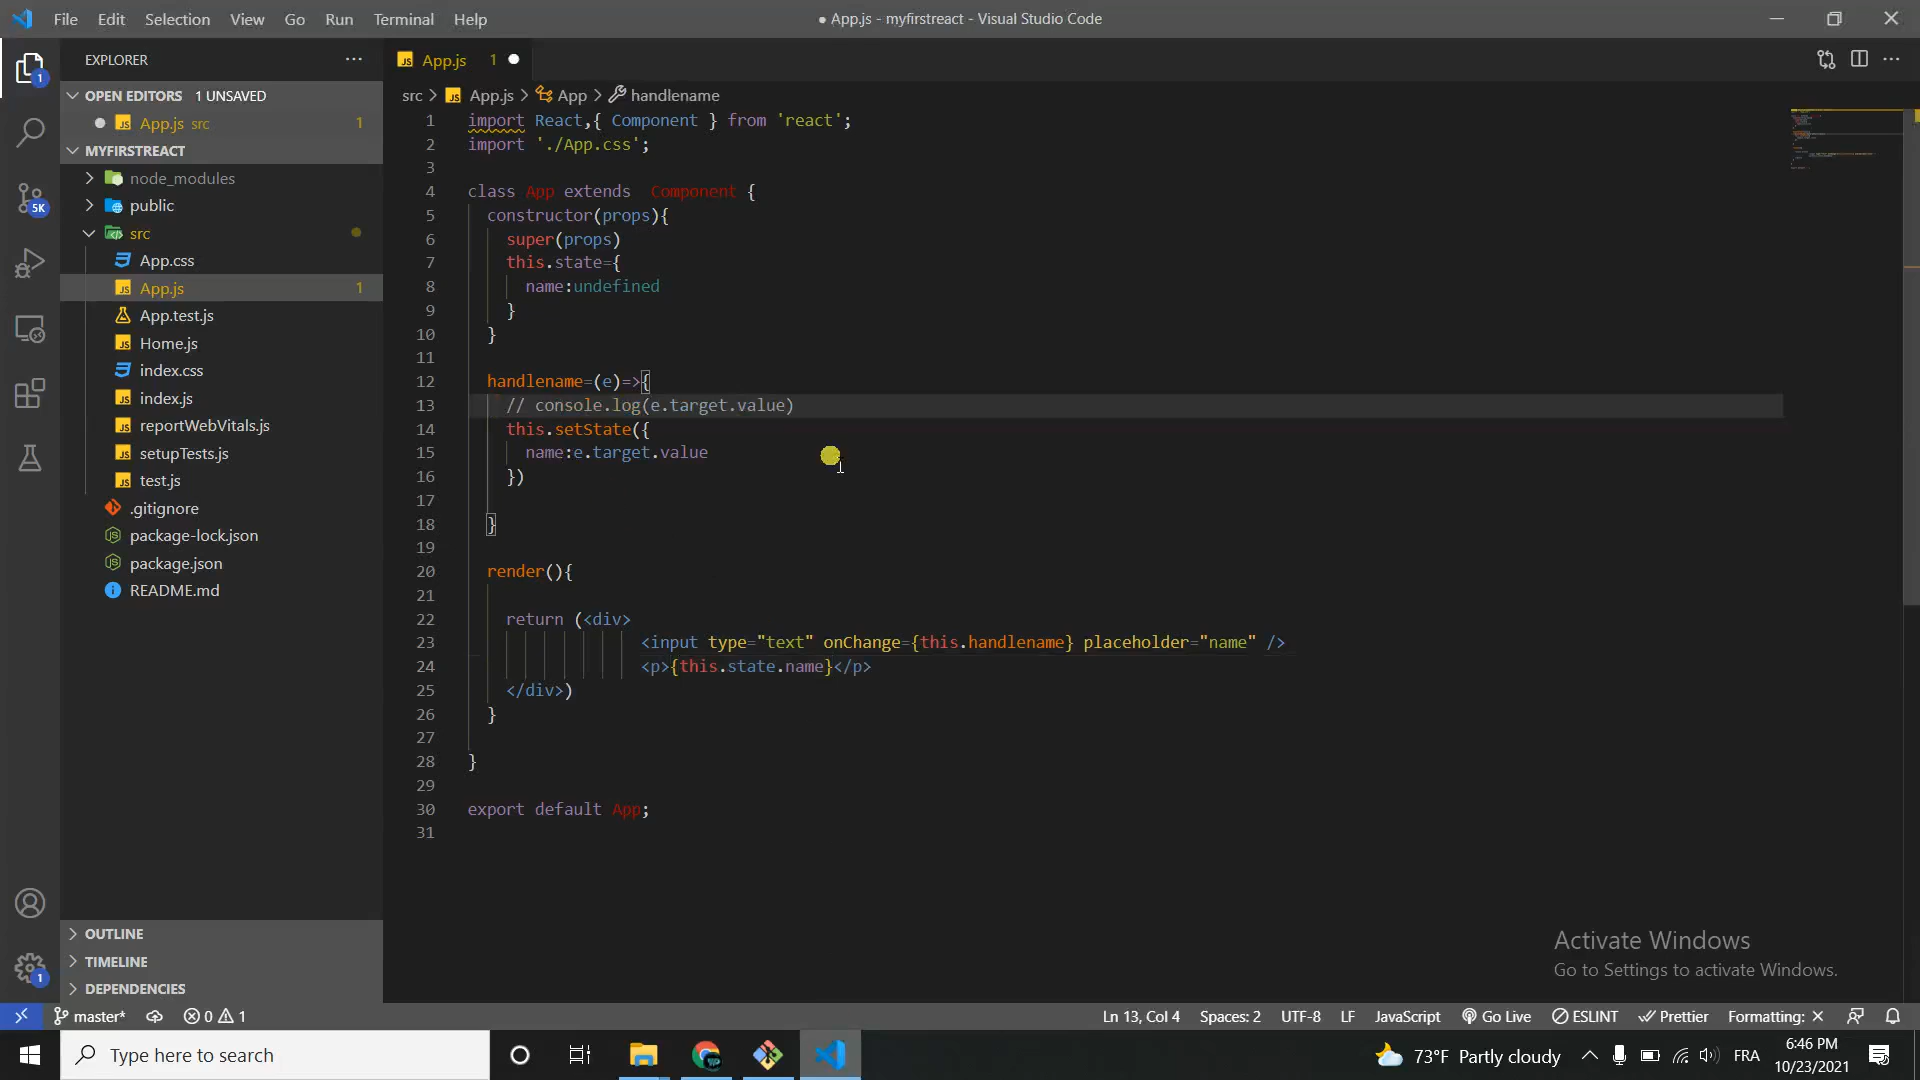 File Edit Selection View Go Run Terminal Help
● App.js - myfirstreact - Visual Studio Code
EXPLORER
OPEN EDITORS 1 UNSAVED
App.js src 1
MYFIRSTREACT
node_modules
public
src
App.css
App.js 1
App.test.js
Home.js
index.css
index.js
reportWebVitals.js
setupTests.js
test.js
.gitignore
package-lock.json
package.json
README.md
OUTLINE
TIMELINE
DEPENDENCIES
1
5K
1
App.js 1
src > App.js > App > handlename
1 import React,{ Component } from 'react';
2 import './App.css';
3
4 class App extends  Component {
5 constructor(props){
6 super(props)
7 this.state={
8 name:undefined
9 }
10 }
11
12 handlename=(e)=>{
13 // console.log(e.target.value)
14 this.setState({
15 name:e.target.value
16 })
17
18 }
19
20 render(){
21
22 return (<div>
23 <input type="text" onChange={this.handlename} placeholder="name" />
24 <p>{this.state.name}</p>
25 </div>)
26 }
27
28 }
29
30 export default App;
31
Activate Windows
Go to Settings to activate Windows.
master* 0 1
Ln 13, Col 4 Spaces: 2 UTF-8 LF JavaScript Go Live ESLINT Prettier Formatting: ×
Type here to search
73°F Partly cloudy FRA
6:46 PM
10/23/2021